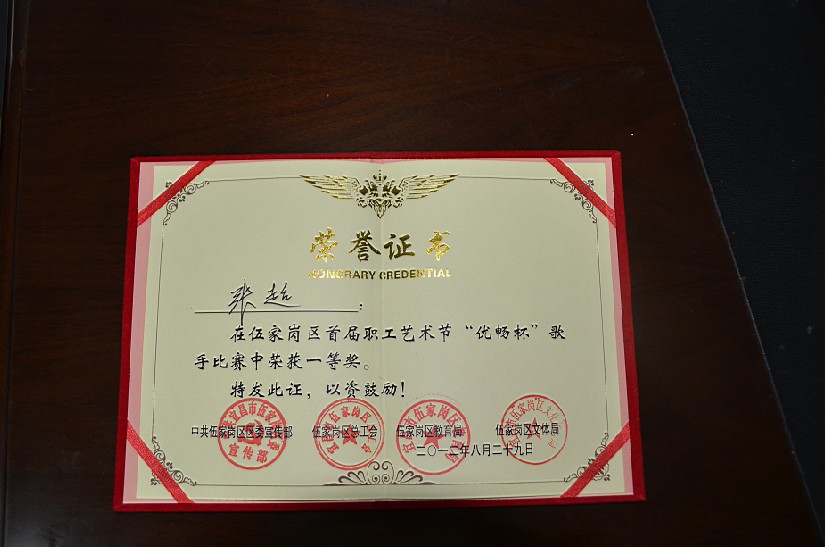 荣誉证书
HONORARY CREDENTIAL
张超：
在伍家岗区首届职工艺术节“优畅杯”歌
手比赛中荣获一等奖。
特发此证，以资鼓励！
中共伍家岗区区委宣传部 伍家岗区总工会 伍家岗区教育局 伍家岗区文体局
二〇一二年八月二十九日